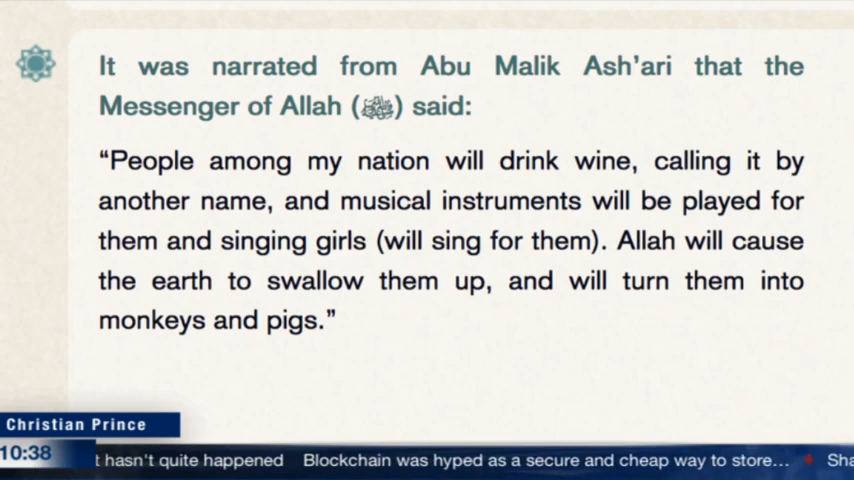 It was narrated from Abu Malik Ash’ari that the
Messenger of Allah (ﷺ) said:
“People among my nation will drink wine, calling it by
another name, and musical instruments will be played for
them and singing girls (will sing for them). Allah will cause
the earth to swallow them up, and will turn them into
monkeys and pigs.”
Christian Prince
10:38
t hasn't quite happened Blockchain was hyped as a secure and cheap way to store... Sha